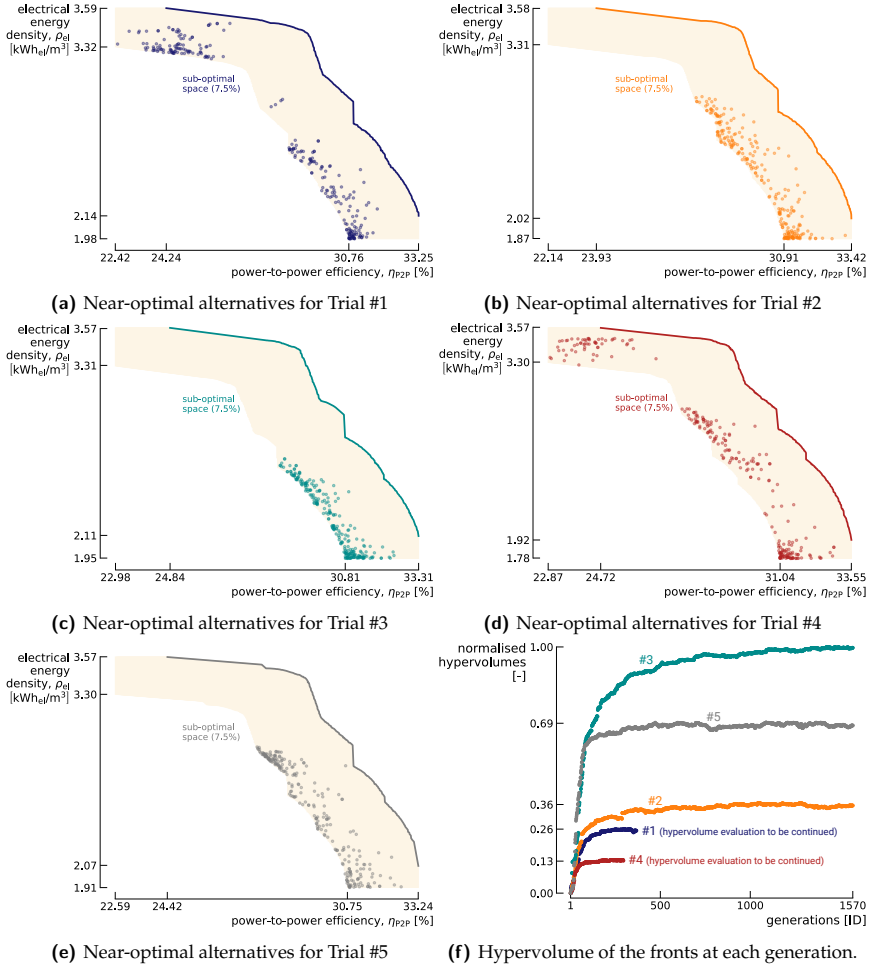 electrical
energy
density, ρel
[kWhel/m³]
3.59
3.32
2.14
1.98
sub-optimal
space (7.5%)
22.42 24.24 30.76 33.25
power-to-power efficiency, ηP2P [%]
(a) Near-optimal alternatives for Trial #1
electrical
energy
density, ρel
[kWhel/m³]
3.58
3.31
2.02
1.87
sub-optimal
space (7.5%)
22.14 23.93 30.91 33.42
power-to-power efficiency, ηP2P [%]
(b) Near-optimal alternatives for Trial #2
electrical
energy
density, ρel
[kWhel/m³]
3.57
3.31
2.11
1.95
sub-optimal
space (7.5%)
22.98 24.84 30.81 33.31
power-to-power efficiency, ηP2P [%]
(c) Near-optimal alternatives for Trial #3
electrical
energy
density, ρel
[kWhel/m³]
3.57
3.30
1.92
1.78
sub-optimal
space (7.5%)
22.87 24.72 31.04 33.55
power-to-power efficiency, ηP2P [%]
(d) Near-optimal alternatives for Trial #4
electrical
energy
density, ρel
[kWhel/m³]
3.57
3.30
2.07
1.91
sub-optimal
space (7.5%)
22.59 24.42 30.75 33.24
power-to-power efficiency, ηP2P [%]
(e) Near-optimal alternatives for Trial #5
normalised
hypervolumes
[-]
1.00
0.69
0.36
0.26
0.13
0.00
#3
#5
#2
#1 (hypervolume evaluation to be continued)
#4 (hypervolume evaluation to be continued)
1 500 1000 1570
generations [ID]
(f) Hypervolume of the fronts at each generation.